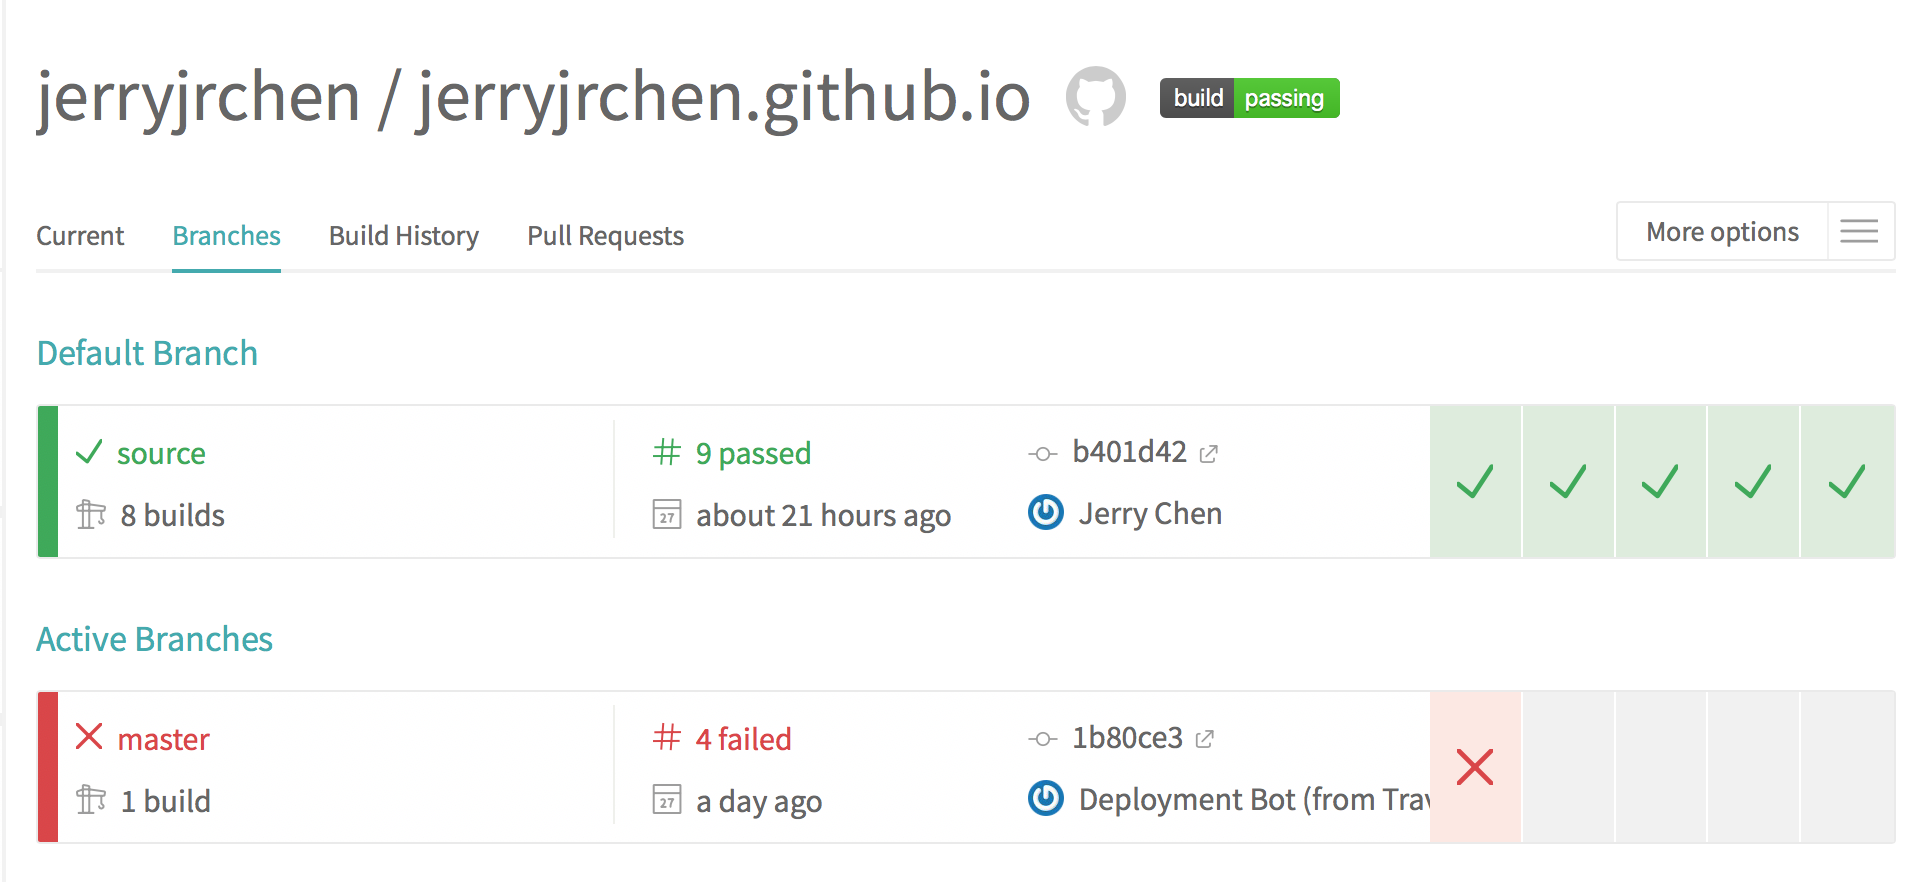 jerryjrchen / jerryjrchen.github.io build passing
Current Branches Build History Pull Requests More options
Default Branch
source # 9 passed b401d42
8 builds 27 about 21 hours ago Jerry Chen
Active Branches
master # 4 failed 1b80ce3
1 build 27 a day ago Deployment Bot (from